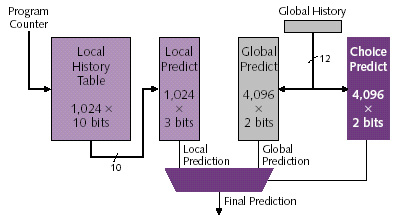 Program
Counter
Global History
Local
History
Table
1,024 ×
10 bits
Local
Predict
1,024
×
3 bits
Global
Predict
4,096
×
2 bits
12
Choice
Predict
4,096
×
2 bits
10
Local
Prediction
Global
Prediction
Final Prediction